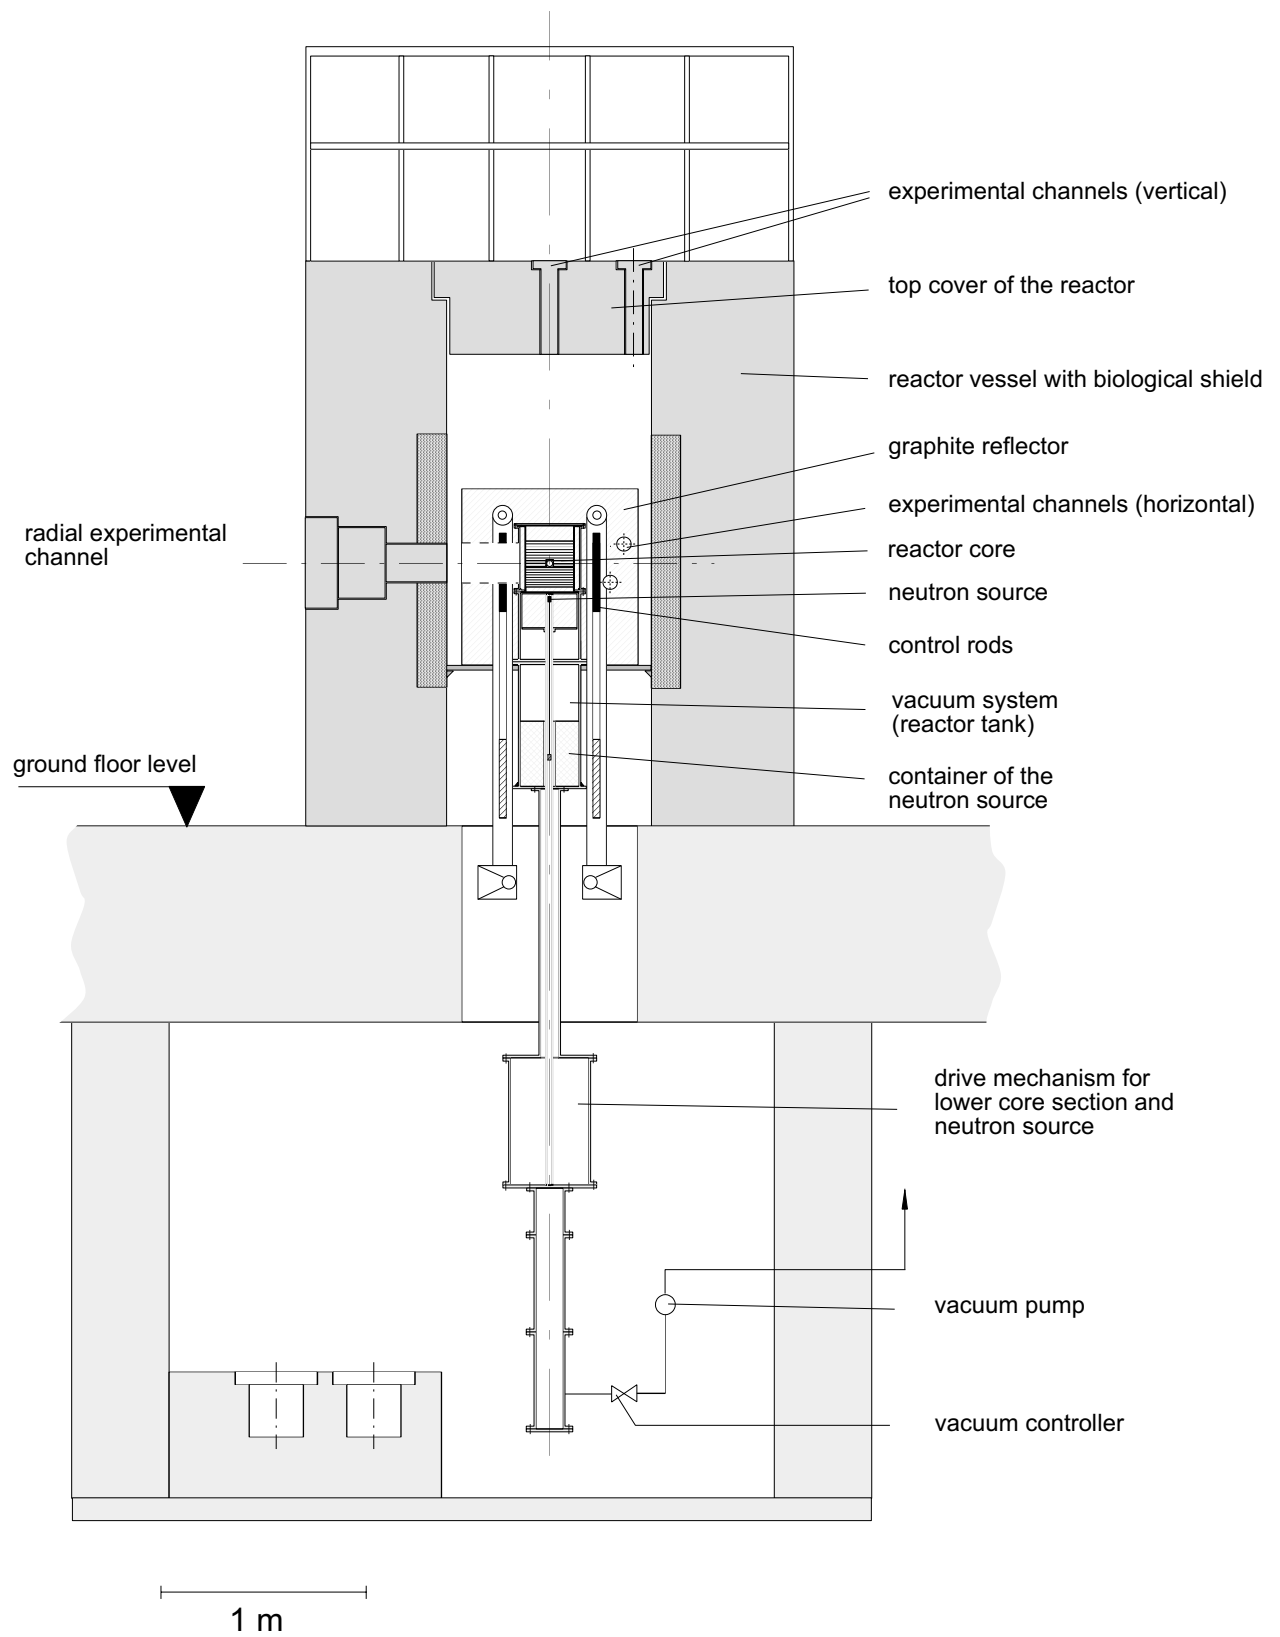 experimental channels (vertical)
top cover of the reactor
reactor vessel with biological shield
graphite reflector
experimental channels (horizontal)
radial experimental
channel
reactor core
neutron source
control rods
vacuum system
(reactor tank)
ground floor level
container of the
neutron source
drive mechanism for
lower core section and
neutron source
vacuum pump
vacuum controller
1 m